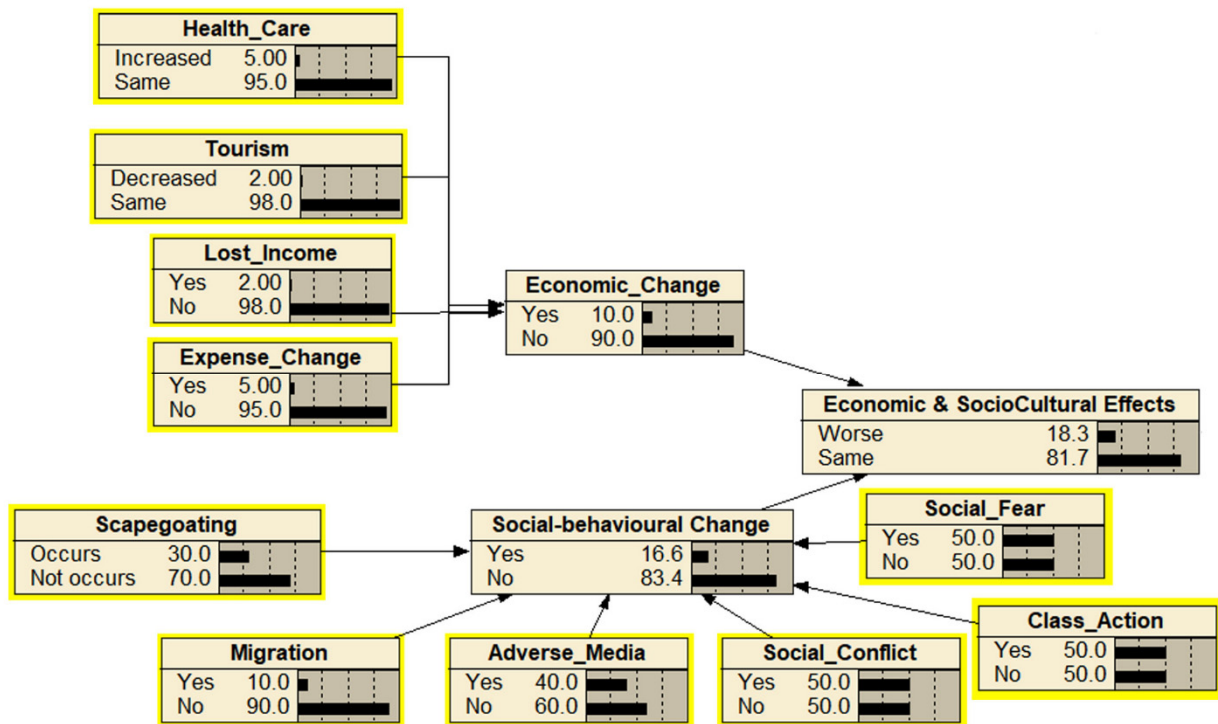 Health_Care
Increased 5.00
Same 95.0
Tourism
Decreased 2.00
Same 98.0
Lost_Income
Yes 2.00
No 98.0
Expense_Change
Yes 5.00
No 95.0
Economic_Change
Yes 10.0
No 90.0
Economic & SocioCultural Effects
Worse 18.3
Same 81.7
Scapegoating
Occurs 30.0
Not occurs 70.0
Social-behavioural Change
Yes 16.6
No 83.4
Social_Fear
Yes 50.0
No 50.0
Migration
Yes 10.0
No 90.0
Adverse_Media
Yes 40.0
No 60.0
Social_Conflict
Yes 50.0
No 50.0
Class_Action
Yes 50.0
No 50.0